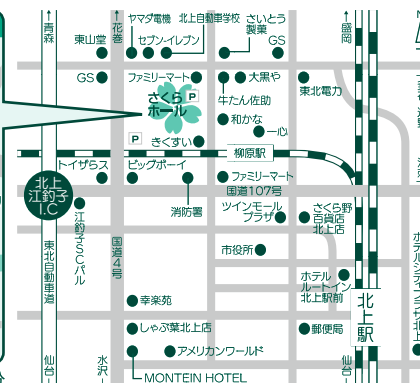 ↑青森
↑花巻
ヤマダ電機
北上自動車学校
さいとう
製菓
↑盛岡
東山堂
セブン-イレブン
GS
GS
ファミリーマート
大黒や
東北電力
牛たん佐助
さくら
ホール
P
和かな
一心
P
きくすい
柳原駅
トイザらス
ビッグボーイ
ファミリーマート
国道107号
北上
江釣子
I.C
消防署
ツインモール
プラザ
さくら野
百貨店
北上店
江釣子SCパル
国道4号
東北自動車道
市役所
ホテル
ルートイン
北上駅前
北上駅
幸楽苑
しゃぶ葉北上店
郵便局
アメリカンワールド
MONTEIN HOTEL
仙台
水沢
仙台